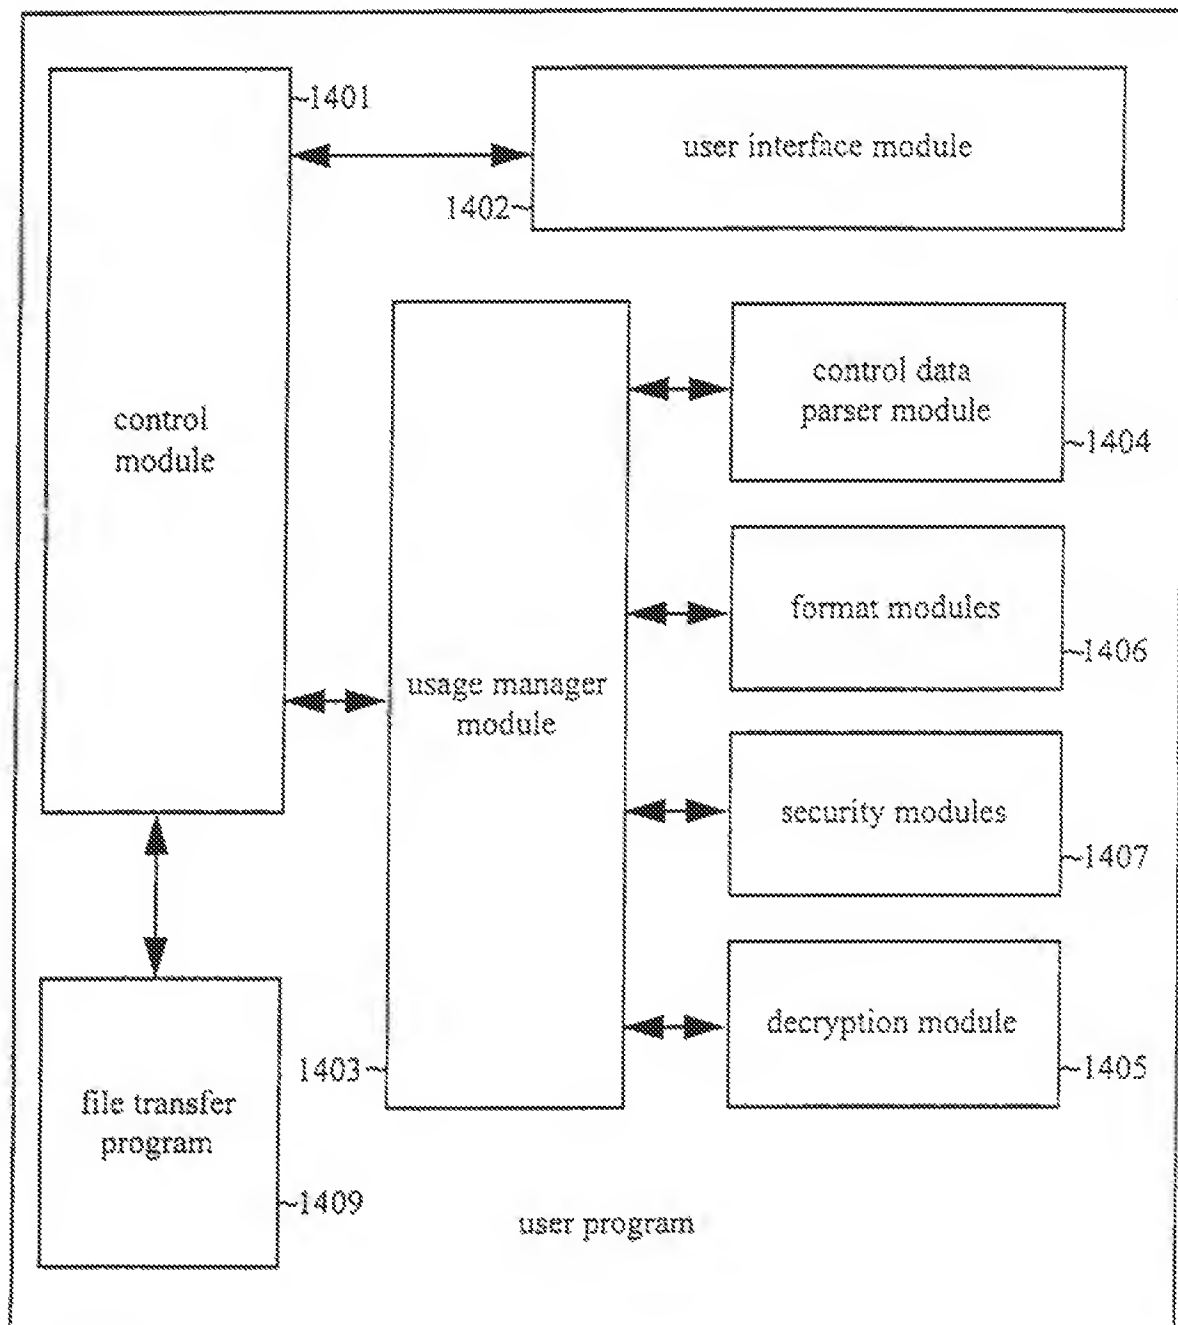 1401
user interface module
1402
control data
parser module
1404
control
module
format modules
1406
usage manager
module
security modules
1407
decryption module
1405
1403
file transfer
program
1409
user program